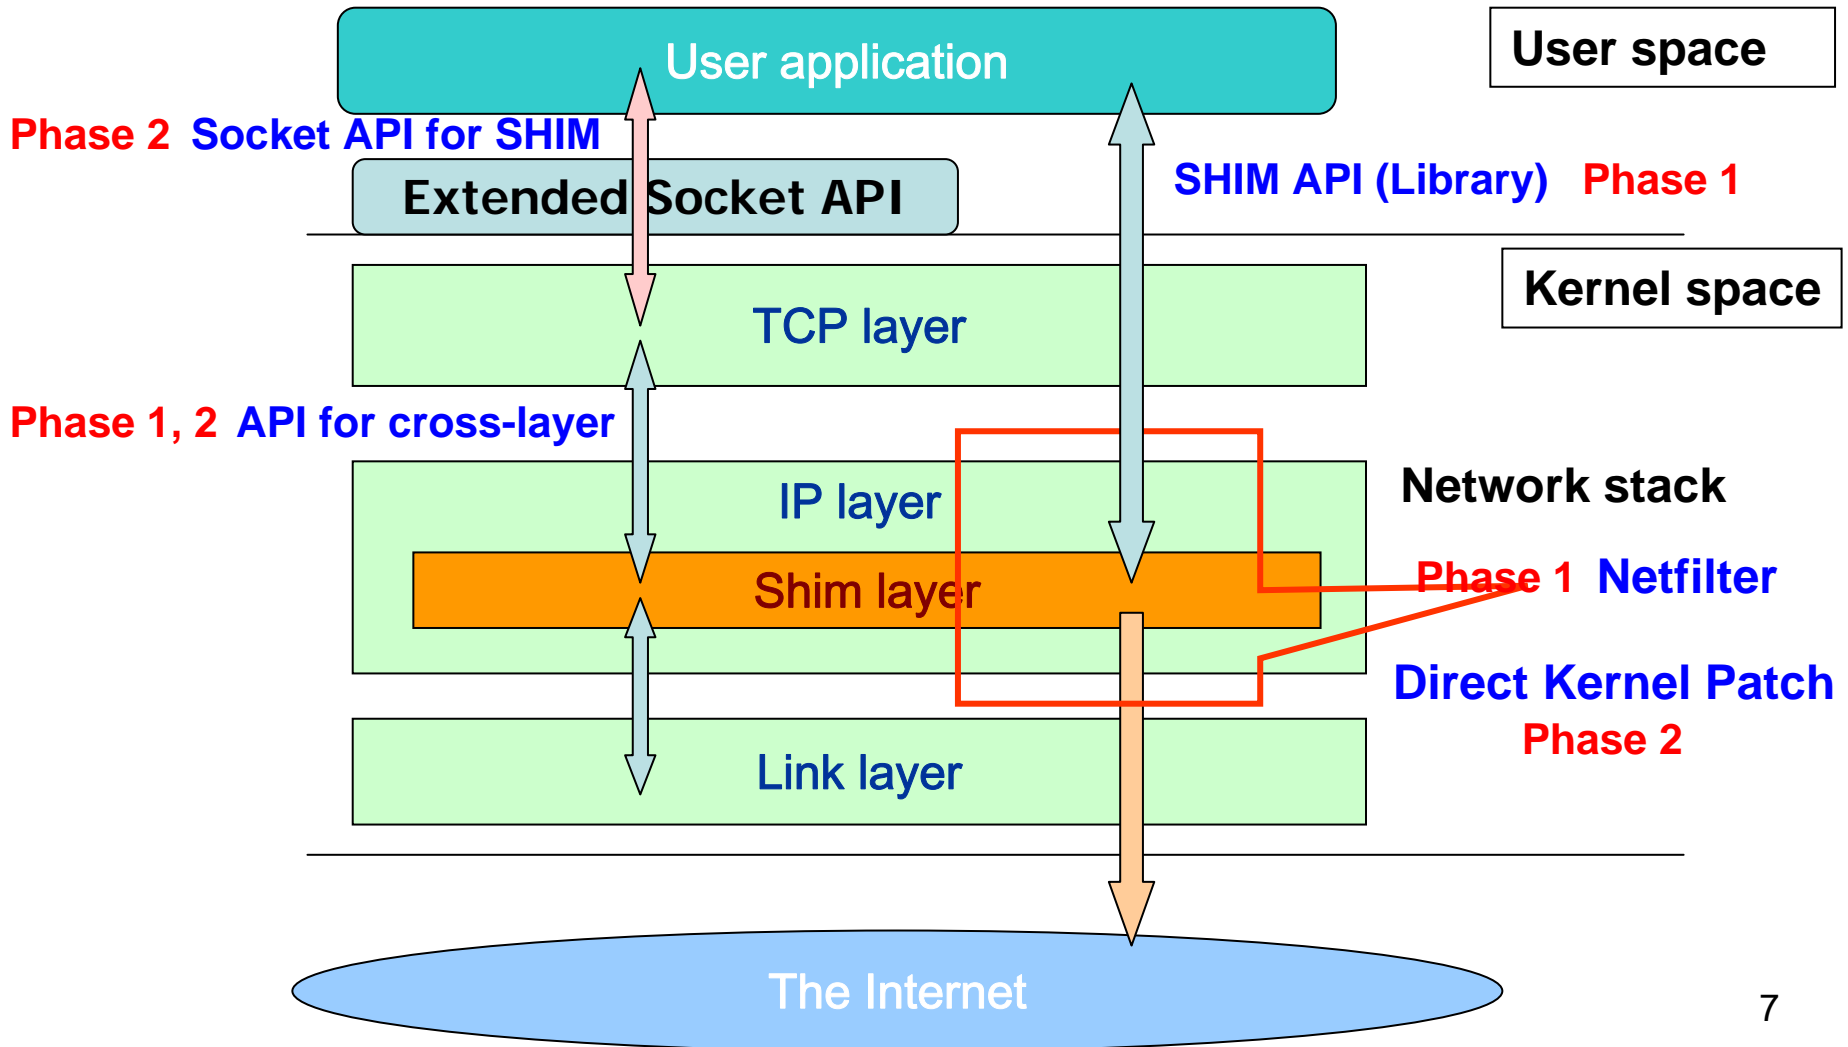 User application
User space
Phase 2 Socket API for SHIM
Extended Socket API
SHIM API (Library) Phase 1
Kernel space
TCP layer
Phase 1, 2 API for cross-layer
IP layer
Network stack
Shim layer
Phase 1 Netfilter
Direct Kernel Patch
Phase 2
Link layer
The Internet
7